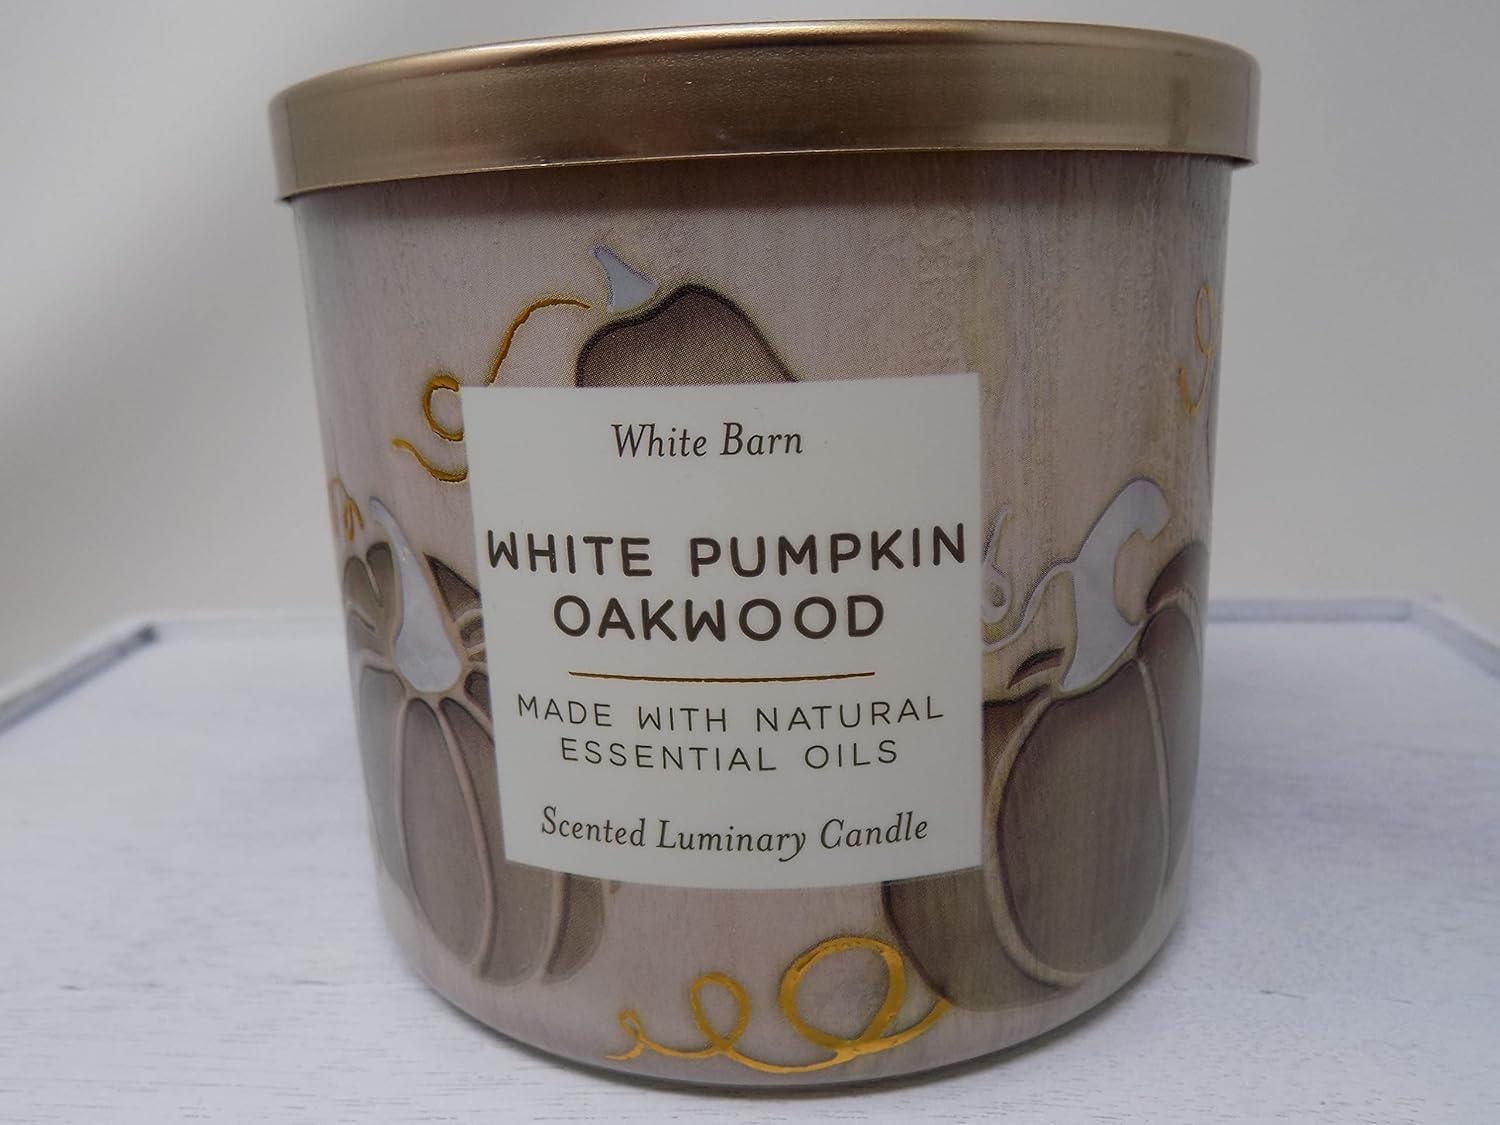 White Barn
WHITE PUMPKIN
OAKWOOD
MADE WITH NATURAL
ESSENTIAL OILS
Scented Luminary Candle